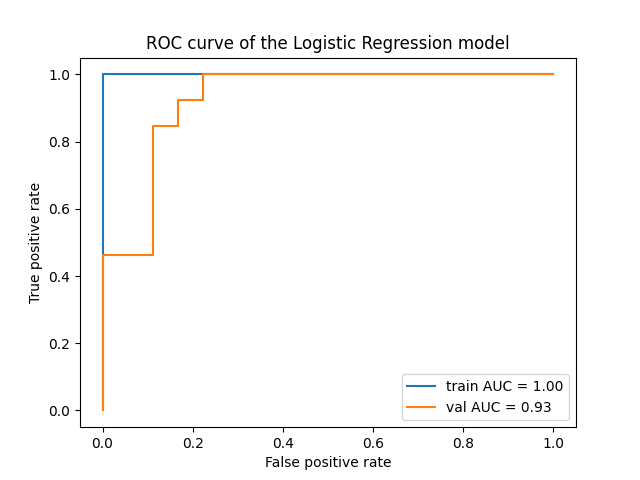 ROC curve of the Logistic Regression model
1.0
0.8
0.6
0.4
0.2
0.0
True positive rate
0.0 0.2 0.4 0.6 0.8 1.0
False positive rate
train AUC = 1.00
val AUC = 0.93